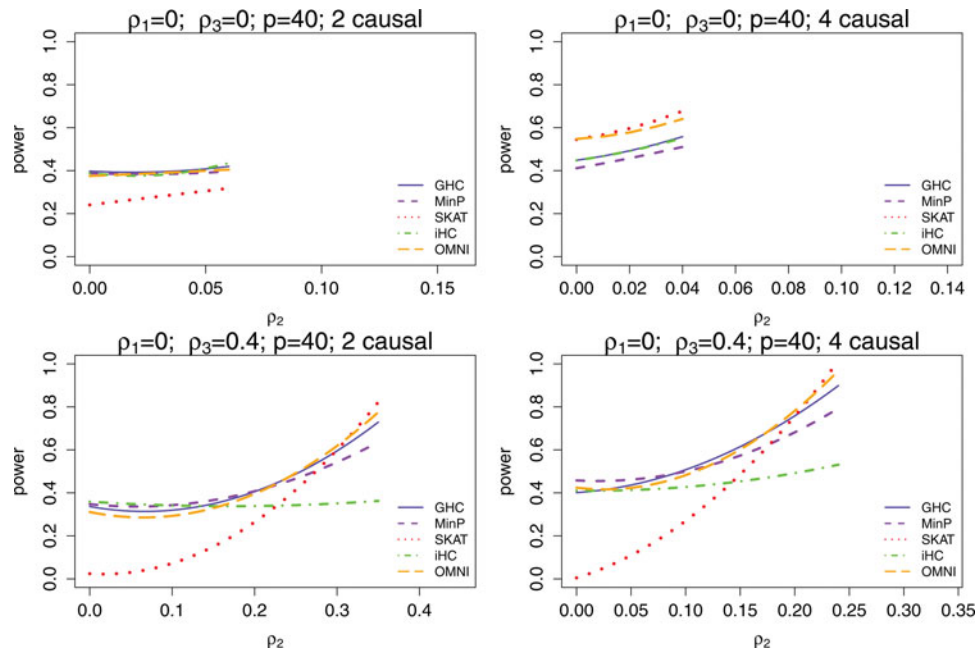 ρ1=0; ρ3=0; p=40; 2 causal
power
1.0
0.8
0.6
0.4
0.2
0.0
GHC
MinP
SKAT
iHC
OMNI
0.00 0.05 0.10 0.15
ρ2
ρ1=0; ρ3=0; p=40; 4 causal
power
1.0
0.8
0.6
0.4
0.2
0.0
GHC
MinP
SKAT
iHC
OMNI
0.00 0.02 0.04 0.06 0.08 0.10 0.12 0.14
ρ2
ρ1=0; ρ3=0.4; p=40; 2 causal
power
1.0
0.8
0.6
0.4
0.2
0.0
GHC
MinP
SKAT
iHC
OMNI
0.0 0.1 0.2 0.3 0.4
ρ2
ρ1=0; ρ3=0.4; p=40; 4 causal
power
1.0
0.8
0.6
0.4
0.2
0.0
GHC
MinP
SKAT
iHC
OMNI
0.00 0.05 0.10 0.15 0.20 0.25 0.30 0.35
ρ2